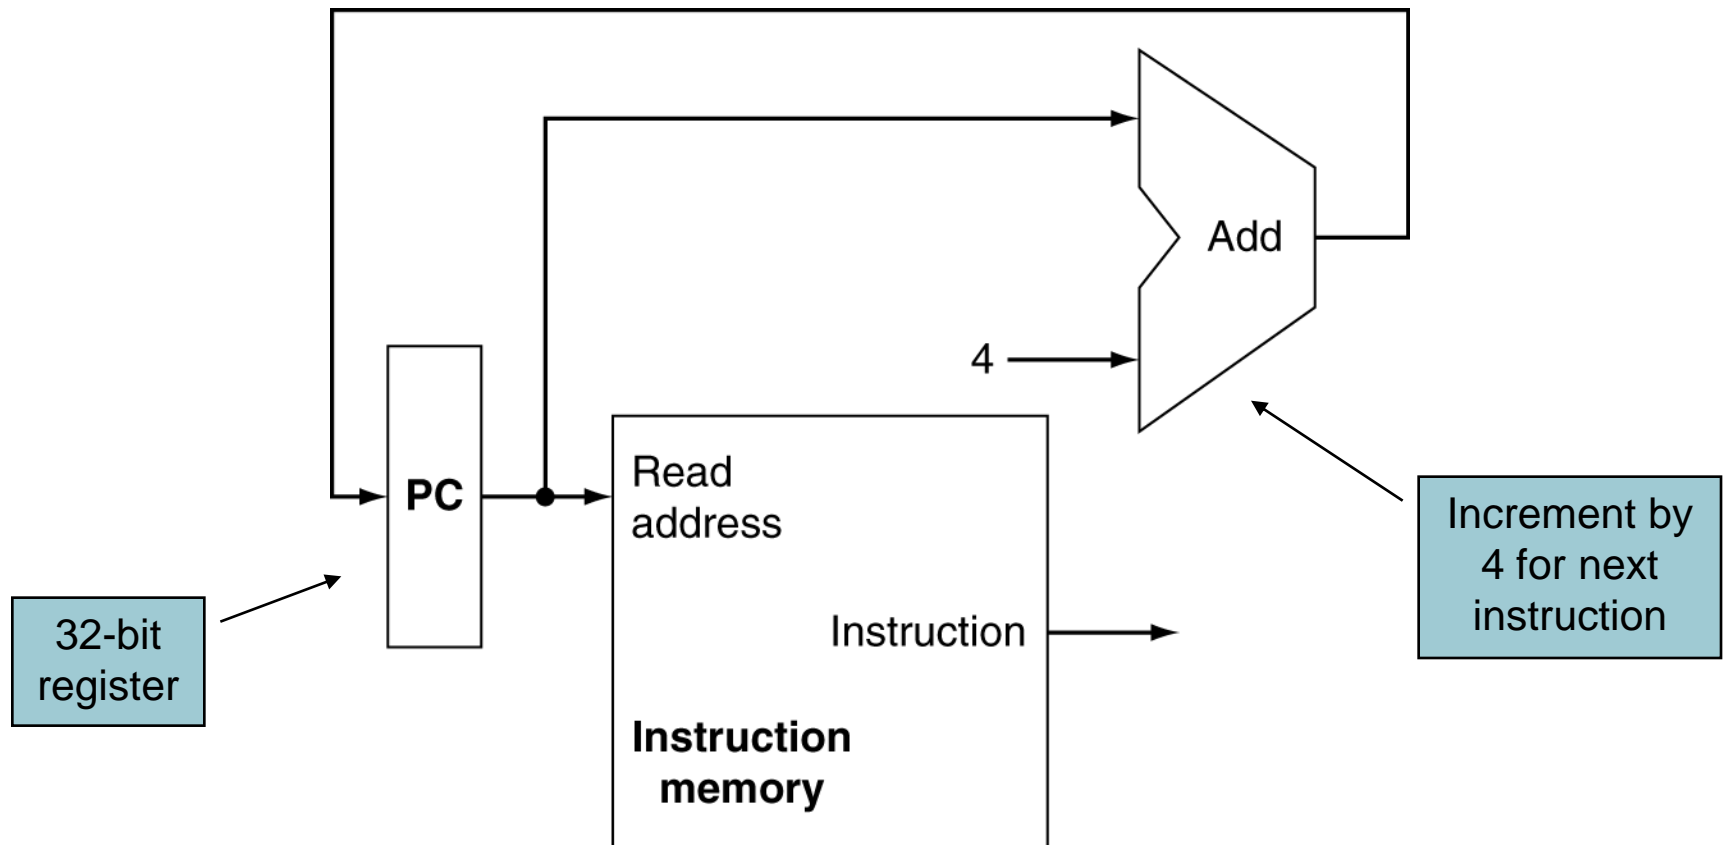 Add
4
PC
Read
address
Instruction
Instruction
memory
32-bit
register
Increment by
4 for next
instruction